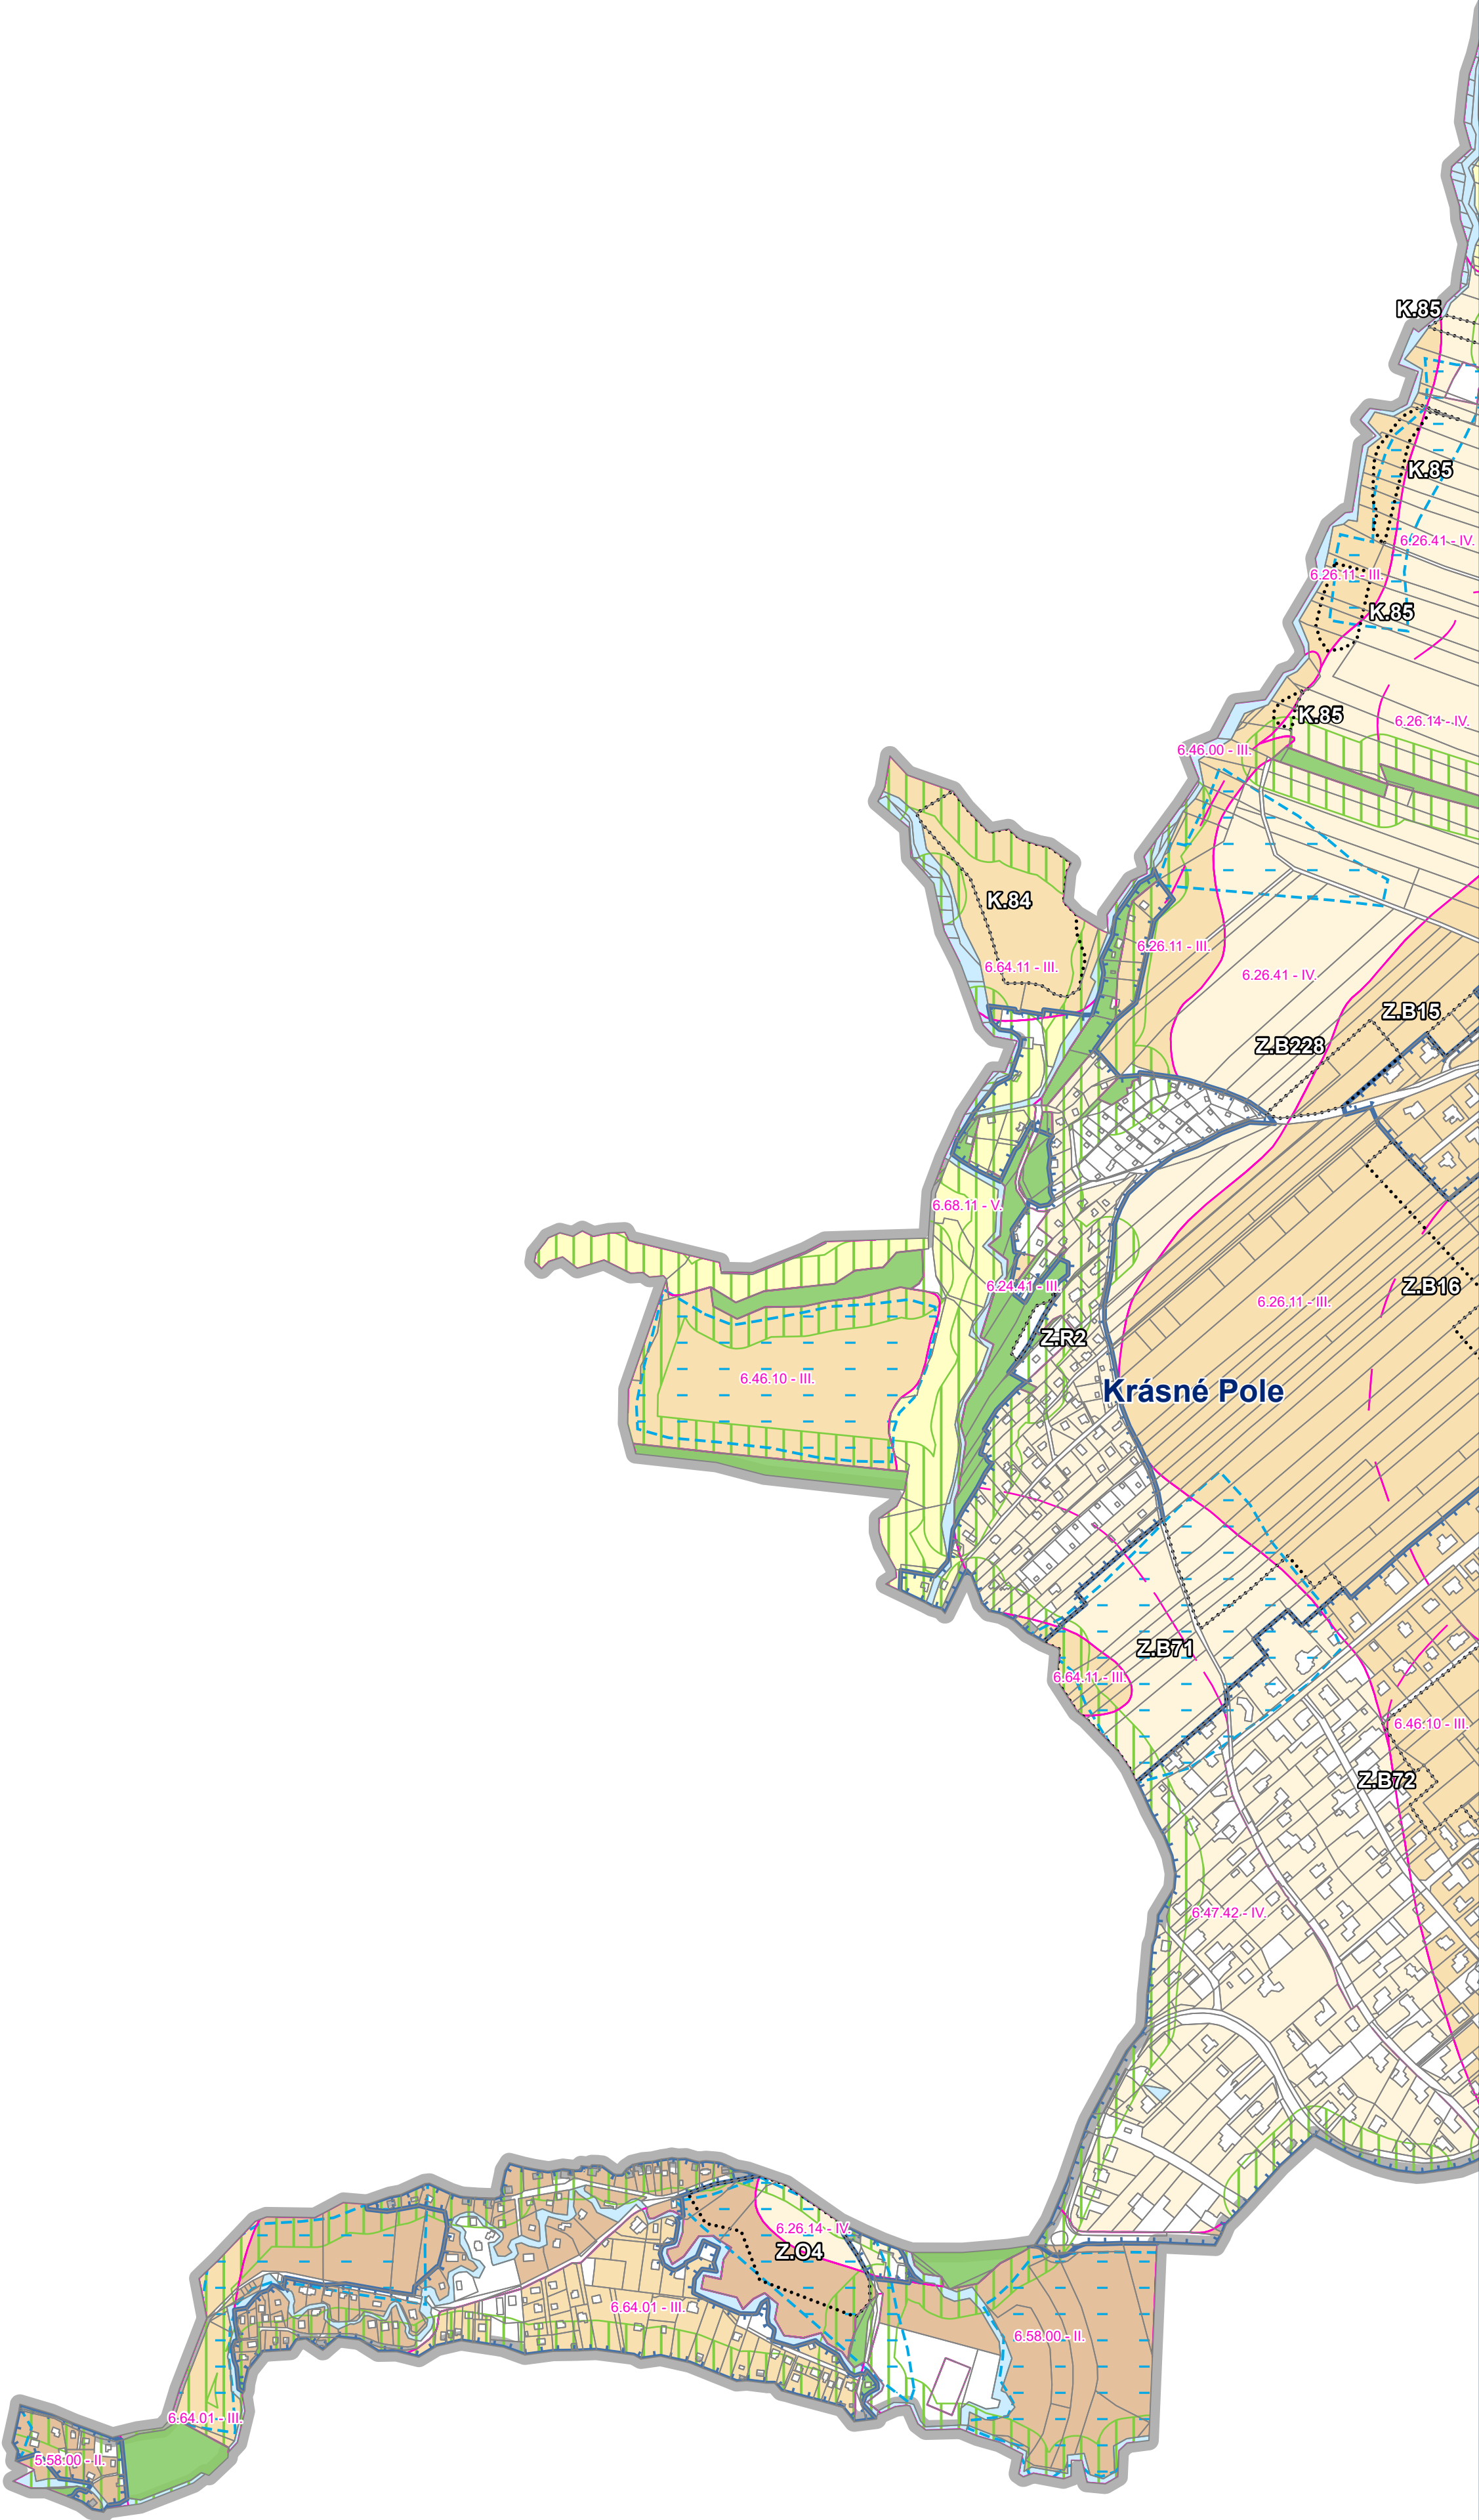 K.85
K.85
6.26.41 - IV.
6.26.11 - III.
K.85
K.85
6.26.14 - IV.
6.46.00 - III.
K.84
6.26.11 - III.
6.64.11 - III.
6.26.41 - IV.
Z.B15
Z.B228
6.68.11 - V.
6.24.41 - III.
Z.B16
6.26.11 - III.
Z.R2
6.46.10 - III.
Krásné Pole
Z.B71
6.64.11 - III.
6.46.10 - III.
Z.B72
6.47.42 - IV.
6.26.14 - IV.
Z.O4
6.64.01 - III.
6.58.00 - II.
6.64.01 - III.
5.58.00 - II.